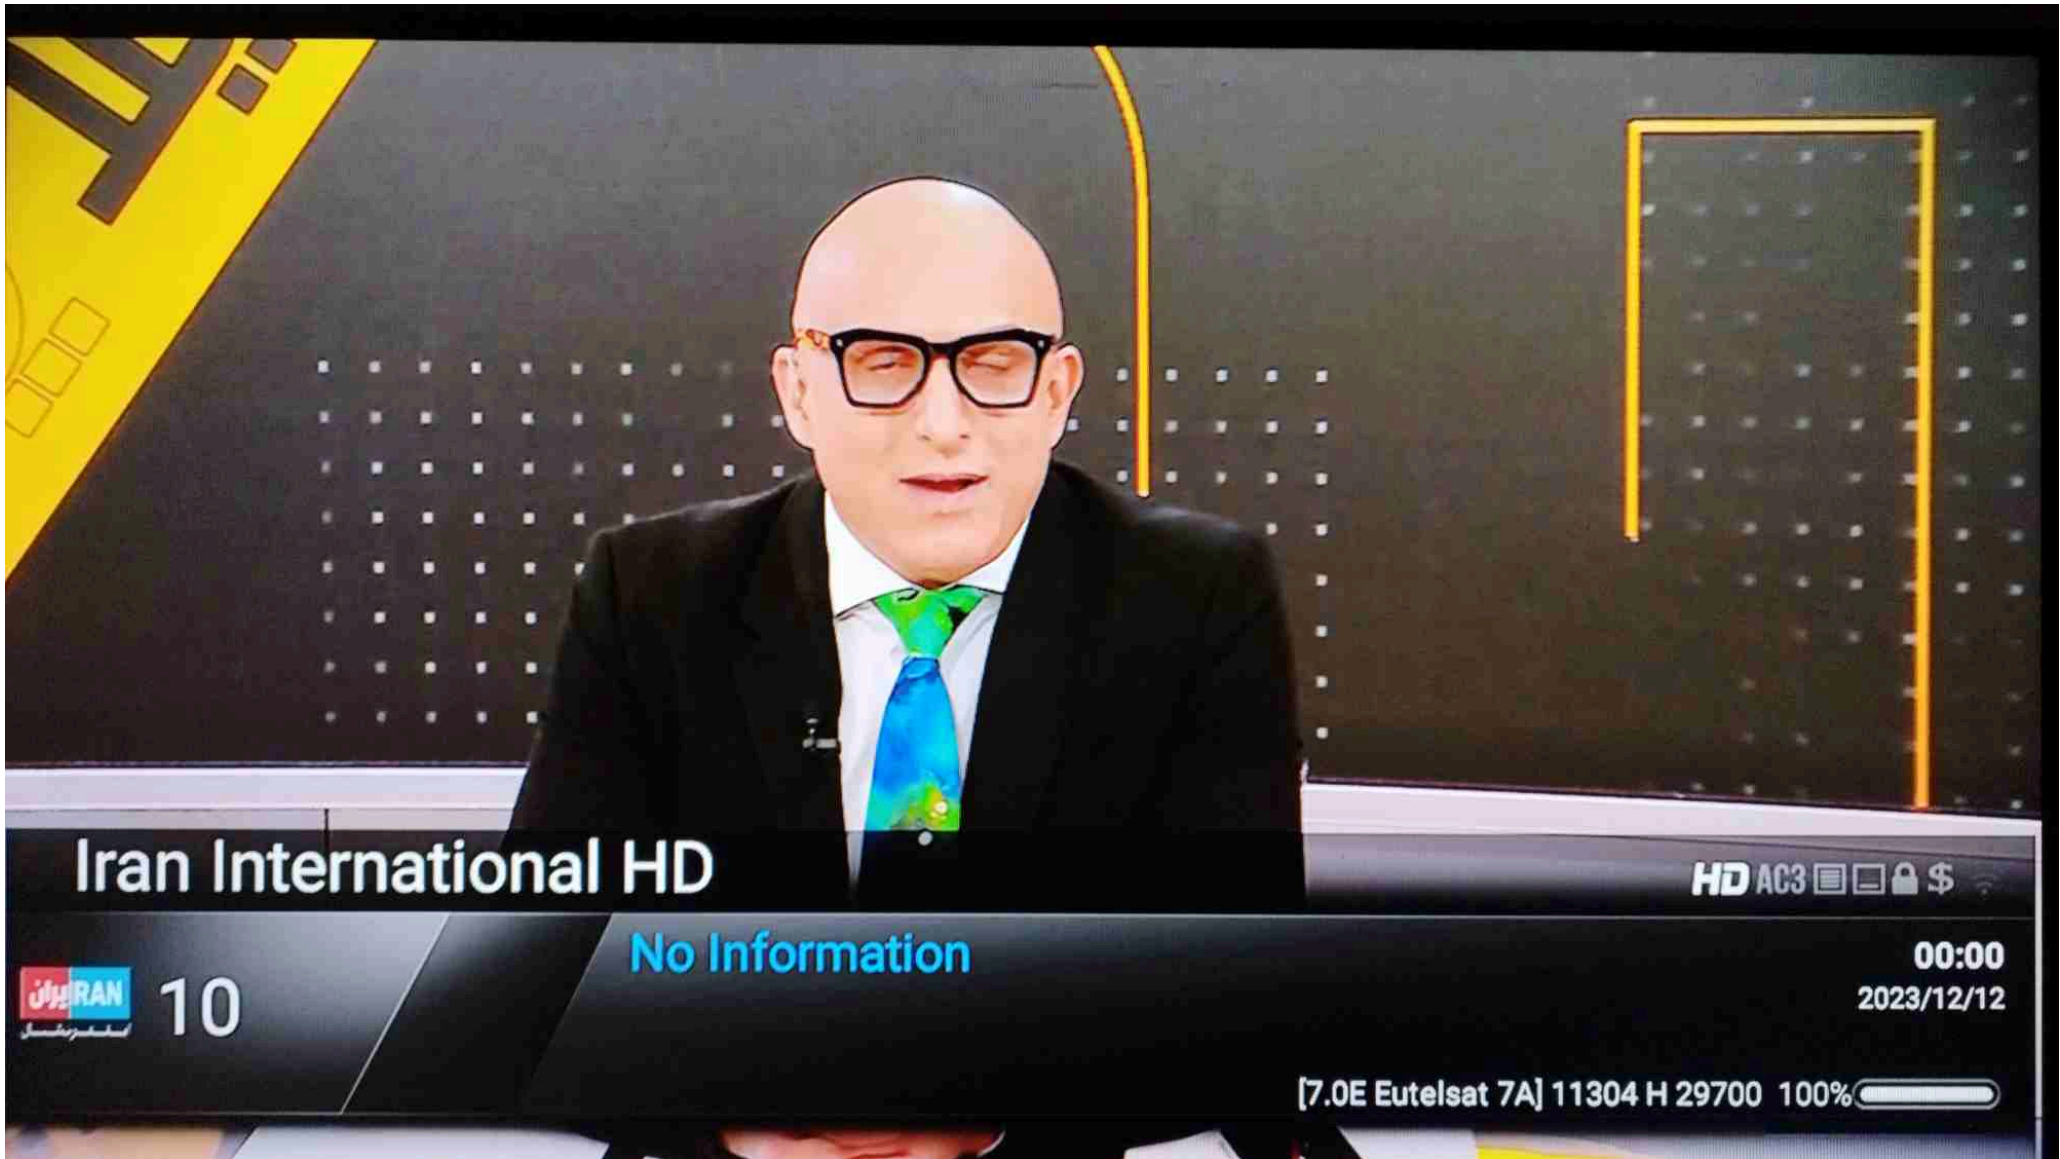 Iran International HD
HD AC3 $
No Information
00:00
ایران IRAN
اینترنشنال
10
2023/12/12
[7.0E Eutelsat 7A] 11304 H 29700 100%